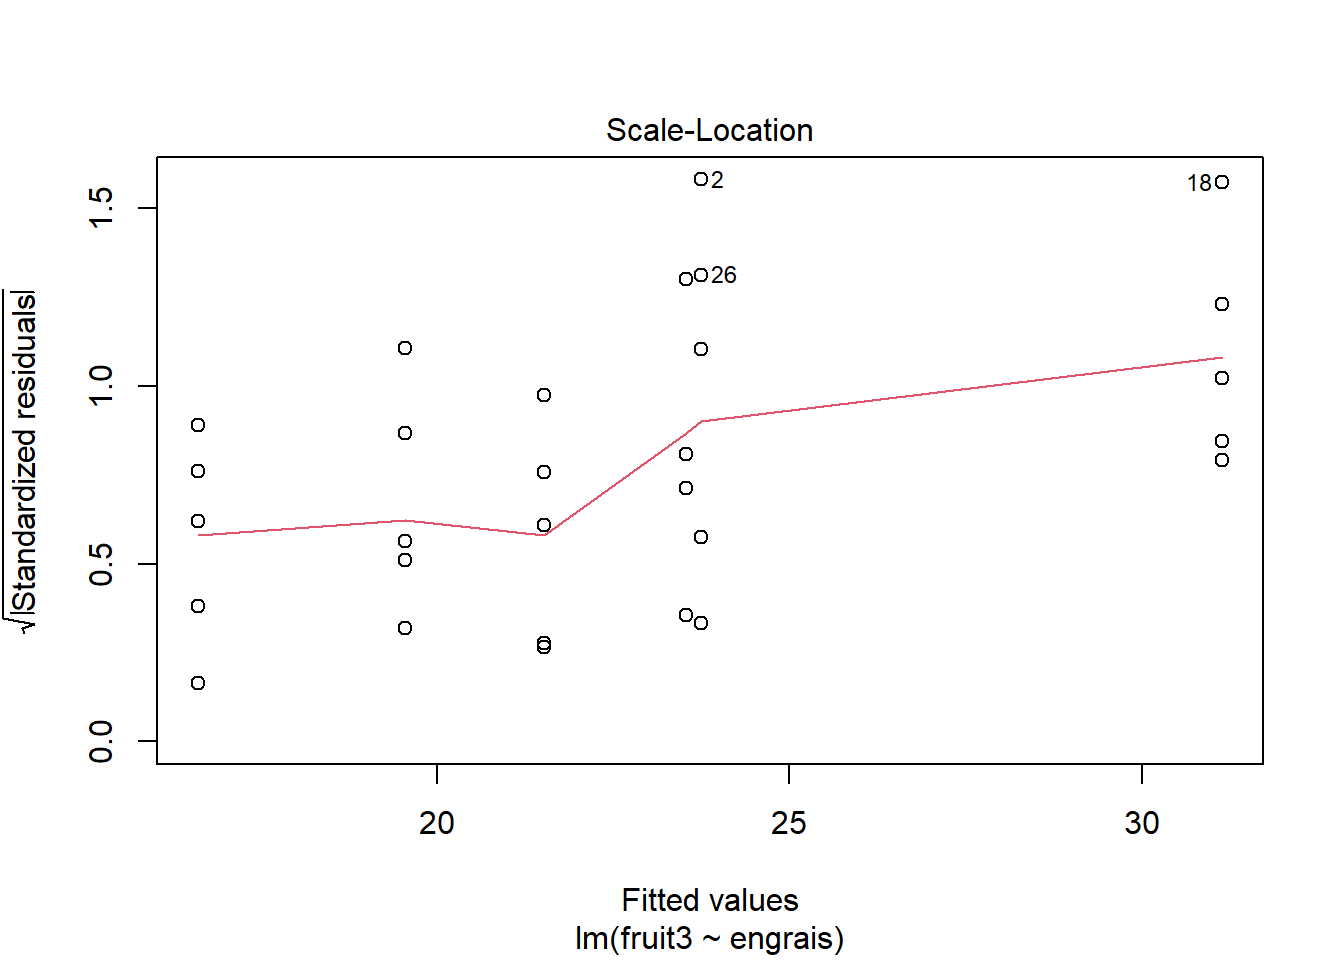 Scale-Location
√|Standardized residuals|
1.5
1.0
0.5
0.0
2
18
26
20
25
30
Fitted values
lm(fruit3 ~ engrais)